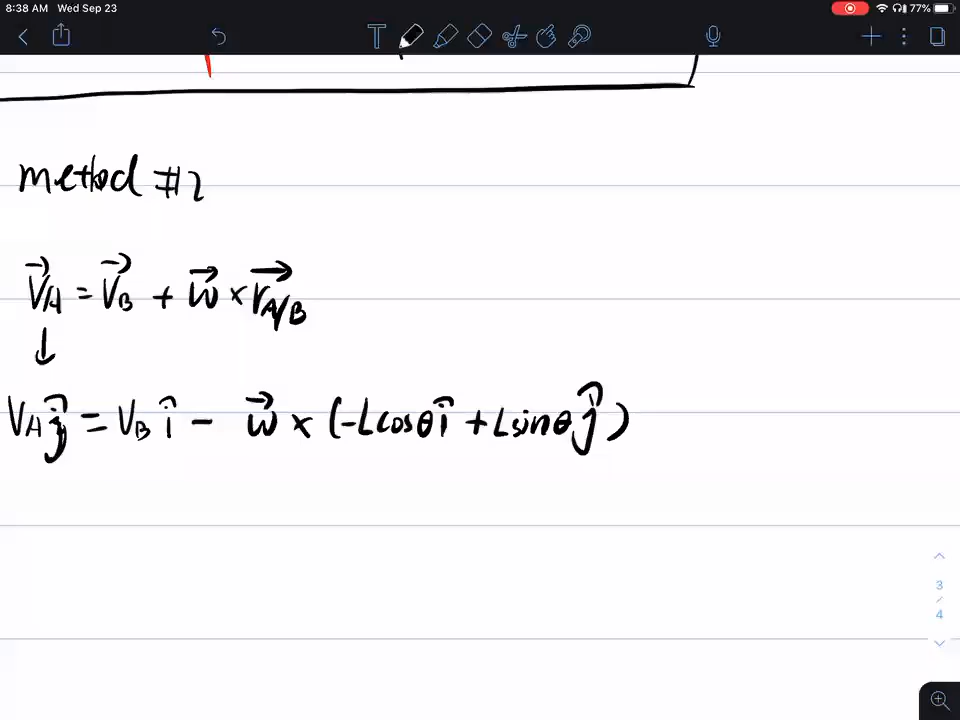 8:38 AM Wed Sep 23
77%
method #2
V⃗A = V⃗B + w⃗ × r⃗A/B
↓
VA ĵ = VB î - w⃗ × (-Lcosθ î + Lsinθ ĵ)
3
/
4